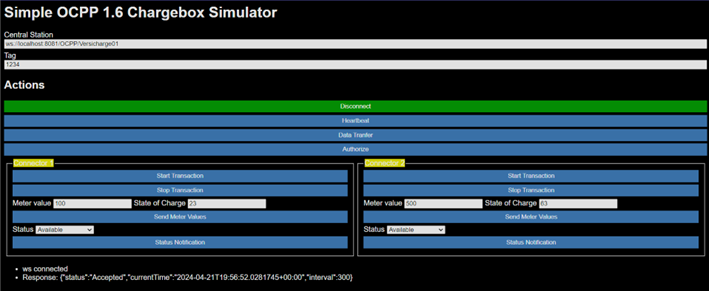 Simple OCPP 1.6 Chargebox Simulator
Central Station
ws://localhost:8081/OCPP/Versicharge01
Tag
1234
Actions
Disconnect
Heartbeat
Data Tranfer
Authorize
Connector 1
Start Transaction
Stop Transaction
Meter value 100 State of Charge 23
Send Meter Values
Status Available
Status Notification
Connector 2
Start Transaction
Stop Transaction
Meter value 500 State of Charge 63
Send Meter Values
Status Available
Status Notification
• ws connected
• Response: {"status":"Accepted","currentTime":"2024-04-21T19:56:52.0281745+00:00","interval":300}